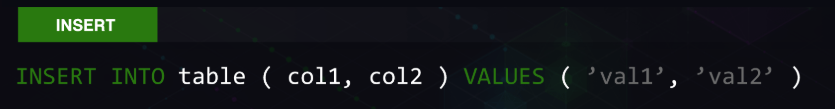 INSERT
INSERT INTO table ( col1, col2 ) VALUES ( ’val1’, ’val2’ )